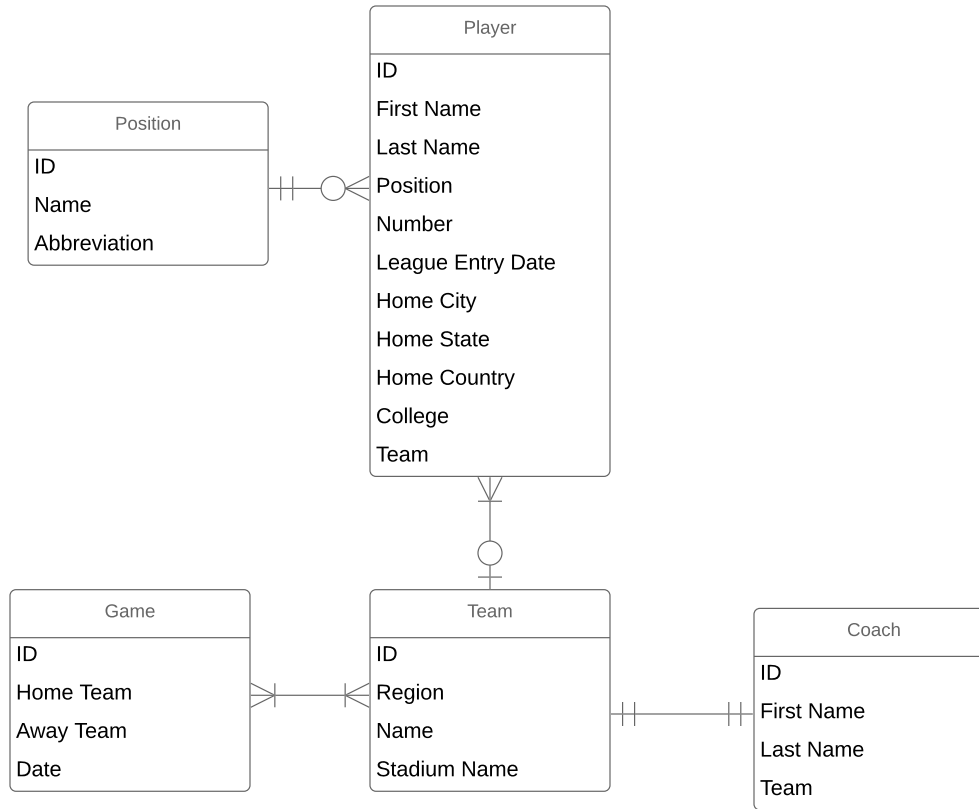 Player
ID
First Name
Last Name
Position
Number
League Entry Date
Home City
Home State
Home Country
College
Team
Position
ID
Name
Abbreviation
Game
ID
Home Team
Away Team
Date
Team
ID
Region
Name
Stadium Name
Coach
ID
First Name
Last Name
Team